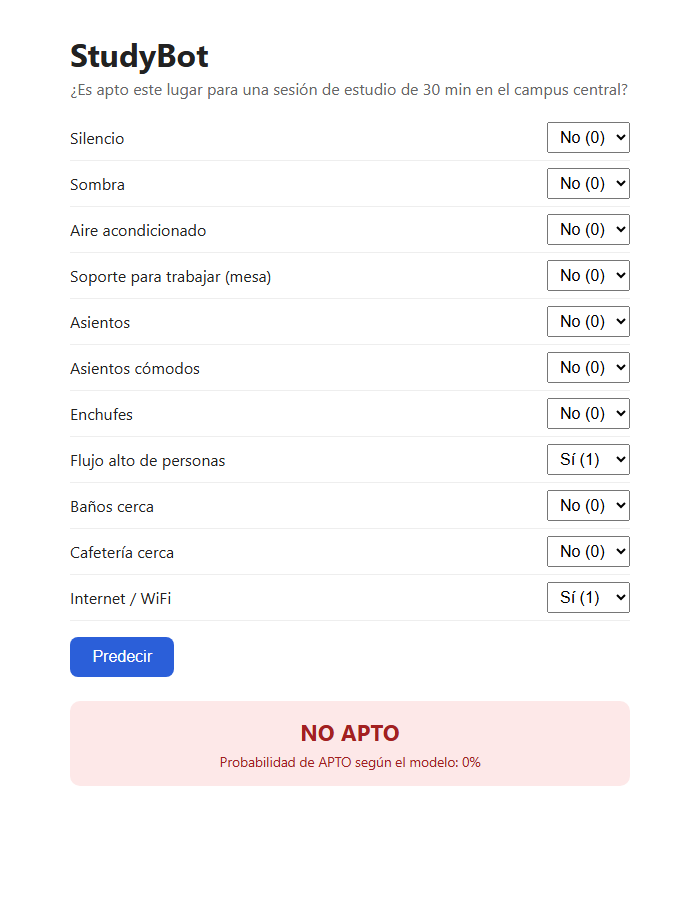 StudyBot
¿Es apto este lugar para una sesión de estudio de 30 min en el campus central?
Silencio No (0)
Sombra No (0)
Aire acondicionado No (0)
Soporte para trabajar (mesa) No (0)
Asientos No (0)
Asientos cómodos No (0)
Enchufes No (0)
Flujo alto de personas Sí (1)
Baños cerca No (0)
Cafetería cerca No (0)
Internet / WiFi Sí (1)
Predecir
NO APTO
Probabilidad de APTO según el modelo: 0%